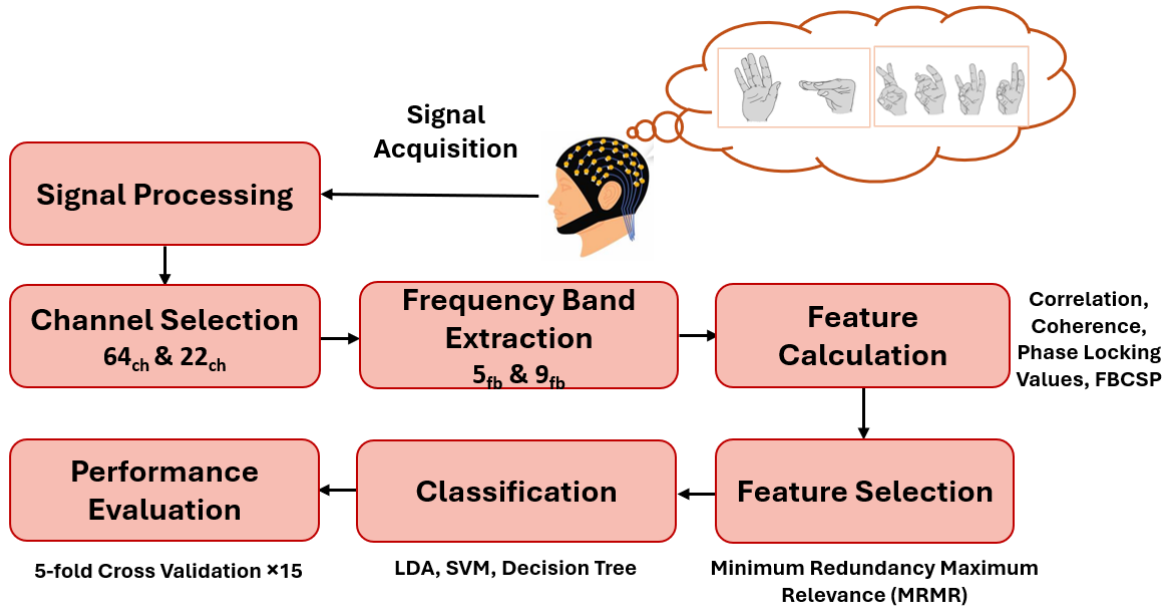 Signal
Acquisition
Signal Processing
Channel Selection
64ch & 22ch
Frequency Band
Extraction
5fb & 9fb
Feature
Calculation
Correlation,
Coherence,
Phase Locking
Values, FBCSP
Performance
Evaluation
Classification
Feature Selection
5-fold Cross Validation ×15
LDA, SVM, Decision Tree
Minimum Redundancy Maximum
Relevance (MRMR)